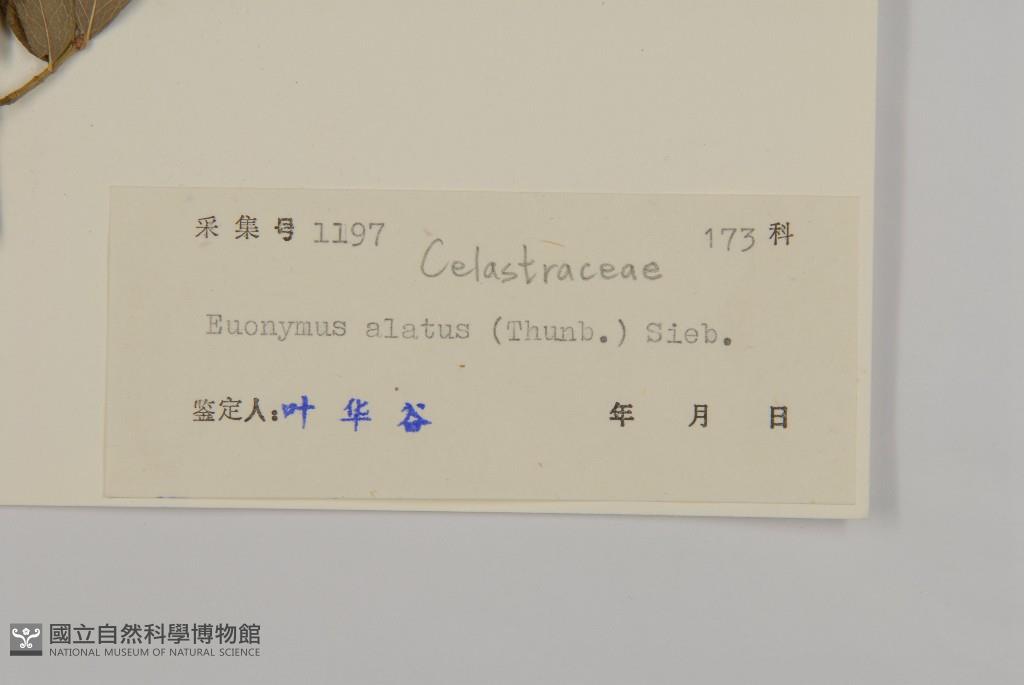 采集号 1197 173 科
Celastraceae
Euonymus alatus (Thunb.) Sieb.
鉴定人: 叶华谷 年 月 日
國立自然科學博物館
NATIONAL MUSEUM OF NATURAL SCIENCE